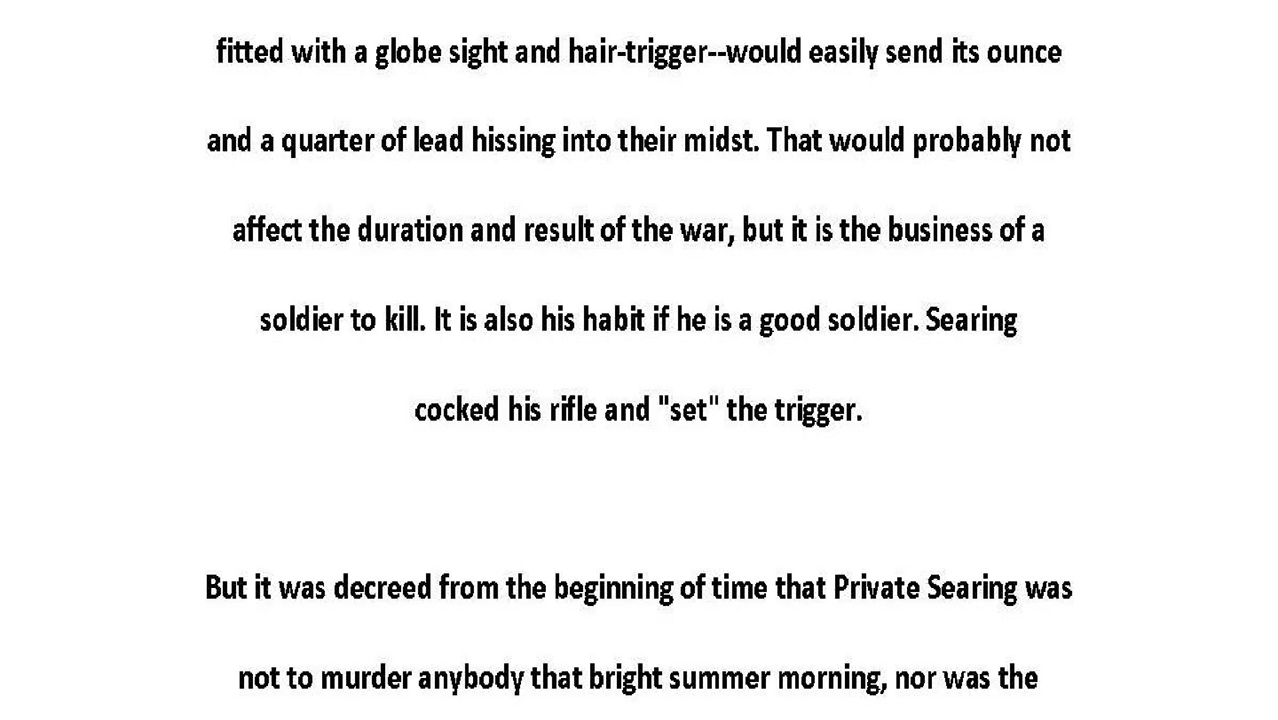 fitted with a globe sight and hair-trigger--would easily send its ounce
and a quarter of lead hissing into their midst. That would probably not
affect the duration and result of the war, but it is the business of a
soldier to kill. It is also his habit if he is a good soldier. Searing
cocked his rifle and "set" the trigger.
But it was decreed from the beginning of time that Private Searing was
not to murder anybody that bright summer morning, nor was the